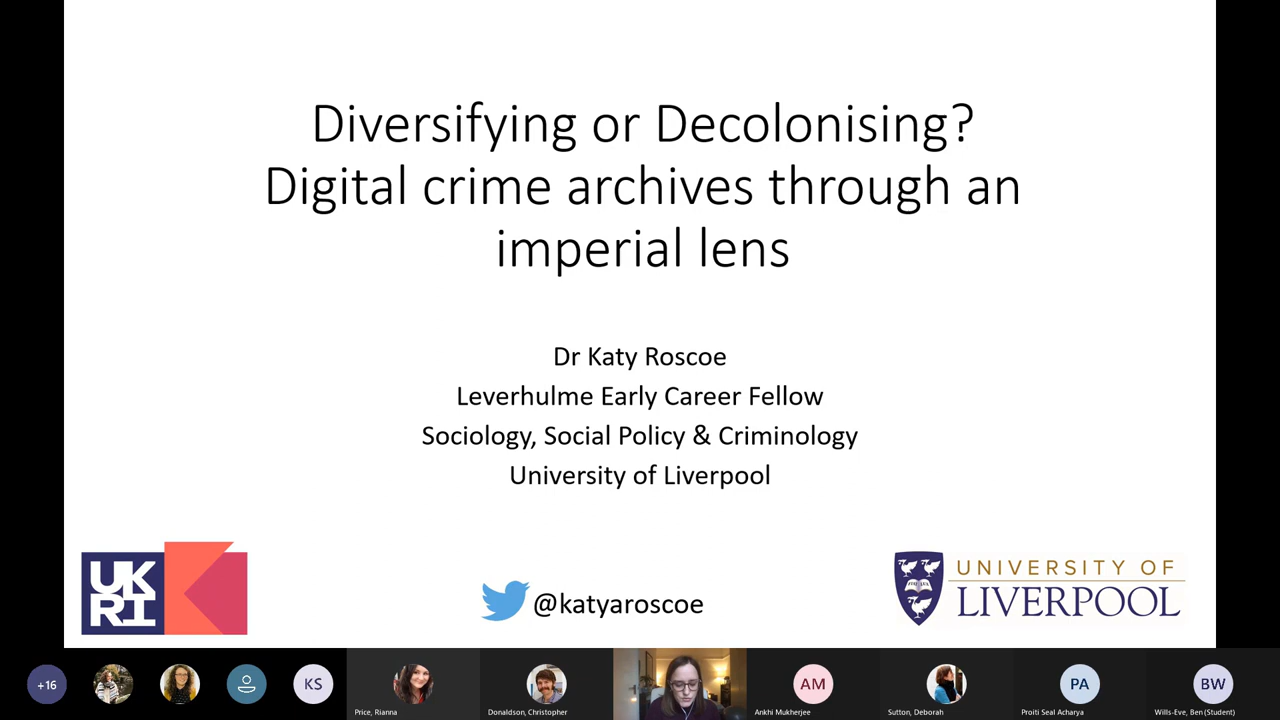 Diversifying or Decolonising?
Digital crime archives through an
imperial lens
Dr Katy Roscoe
Leverhulme Early Career Fellow
Sociology, Social Policy & Criminology
University of Liverpool
UK
RI
@katyaroscoe
UNIVERSITY OF
LIVERPOOL
+16
KS
Price, Rianna
Donaldson, Christopher
AM
Ankhi Mukherjee
Sutton, Deborah
PA
Proiti Seal Acharya
BW
Wills-Eve, Ben (Student)